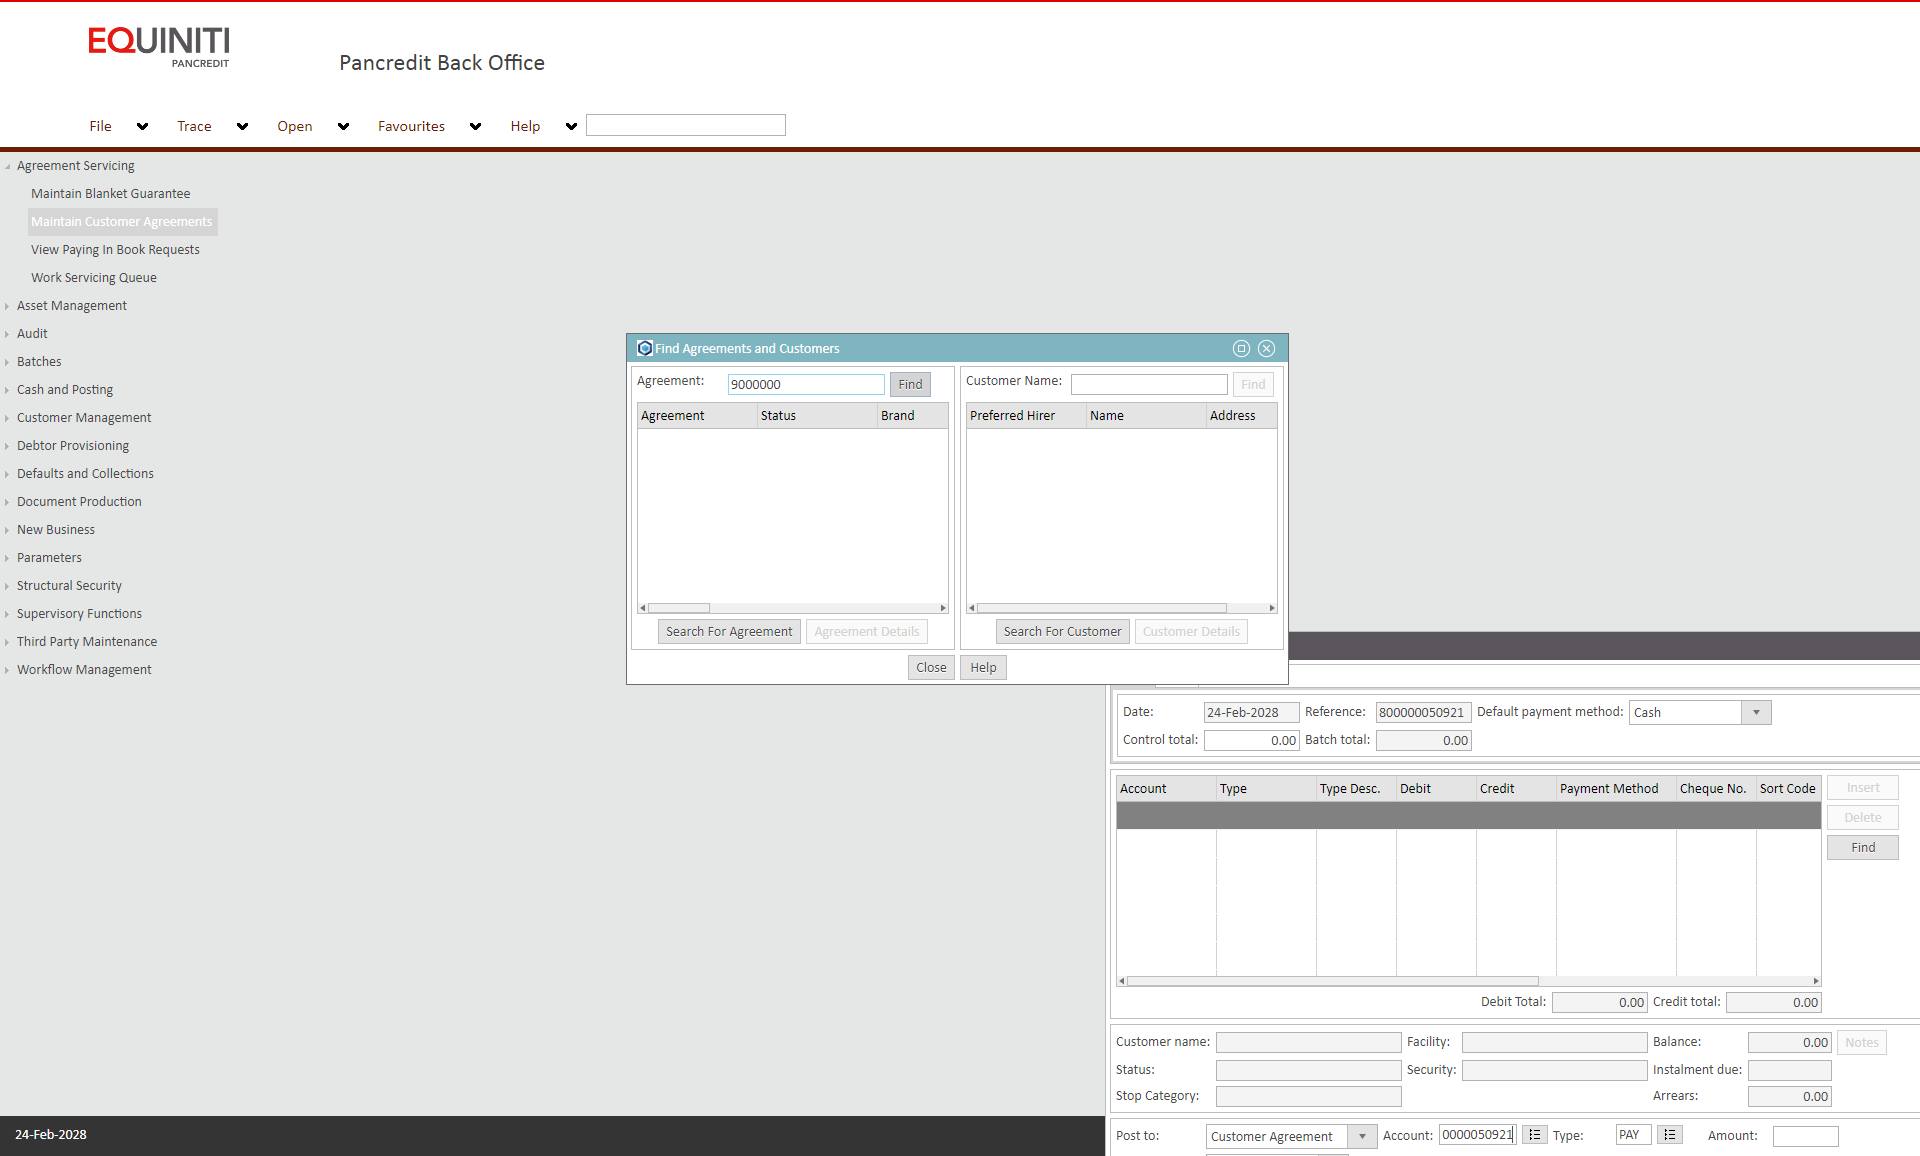 EQUINITI
PANCREDIT
Pancredit Back Office
File Trace Open Favourites Help
Agreement Servicing
Maintain Blanket Guarantee
Maintain Customer Agreements
View Paying In Book Requests
Work Servicing Queue
Asset Management
Audit
Batches
Cash and Posting
Customer Management
Debtor Provisioning
Defaults and Collections
Document Production
New Business
Parameters
Structural Security
Supervisory Functions
Third Party Maintenance
Workflow Management
Find Agreements and Customers
Agreement: 9000000 Find
Agreement Status Brand
Search For Agreement Agreement Details
Customer Name: Find
Preferred Hirer Name Address
Search For Customer Customer Details
Close Help
Date: 24-Feb-2028 Reference: 800000050921 Default payment method: Cash
Control total: 0.00 Batch total: 0.00
Account Type Type Desc. Debit Credit Payment Method Cheque No. Sort Code
Insert
Delete
Find
Debit Total: 0.00 Credit total: 0.00
Customer name: Facility: Balance: 0.00 Notes
Status: Security: Instalment due:
Stop Category: Arrears: 0.00
Post to: Customer Agreement Account: 0000050921 Type: PAY Amount:
24-Feb-2028